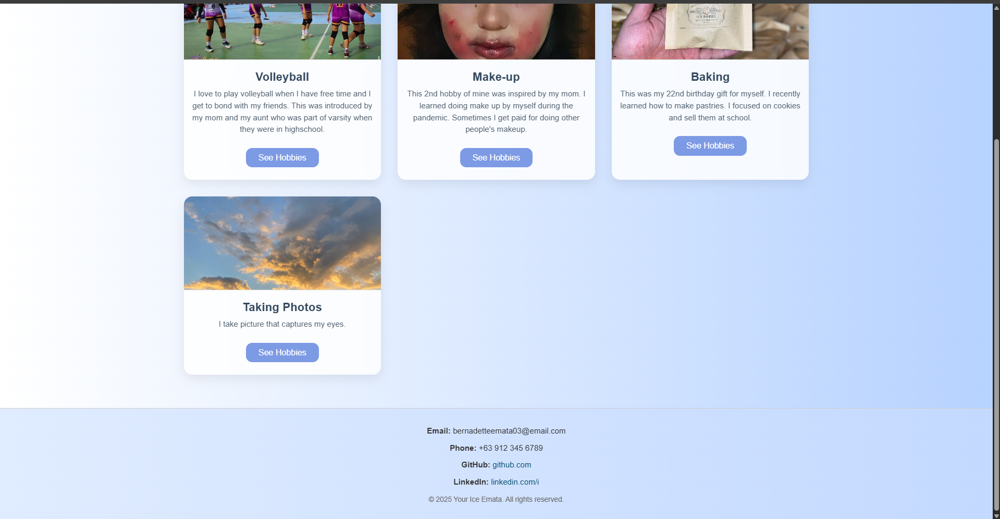 ICY BAKES
Volleyball
I love to play volleyball when I have free time and I
get to bond with my friends. This was introduced by
my mom and my aunt who was part of varsity when
they were in highschool.
See Hobbies
Make-up
This 2nd hobby of mine was inspired by my mom. I
learned doing make up by myself during the
pandemic. Sometimes I get paid for doing other
people's makeup.
See Hobbies
Baking
This was my 22nd birthday gift for myself. I recently
learned how to make pastries. I focused on cookies
and sell them at school.
See Hobbies
Taking Photos
I take picture that captures my eyes.
See Hobbies
Email: bernadetteemata03@email.com
Phone: +63 912 345 6789
GitHub: github.com
LinkedIn: linkedin.com/i
© 2025 Your Ice Emata. All rights reserved.